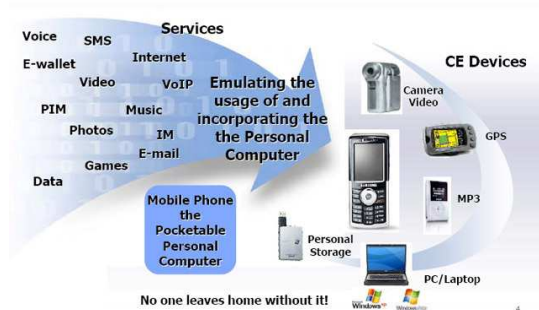 Services
Voice
SMS
E-wallet
Internet
Video
VoIP
PIM
Music
Photos
IM
E-mail
Games
Data
Emulating the
usage of and
incorporating the
the Personal
Computer
Mobile Phone
the
Pocketable
Personal
Computer
No one leaves home without it!
CE Devices
Camera
Video
GPS
MP3
Personal
Storage
PC/Laptop
Windows
4